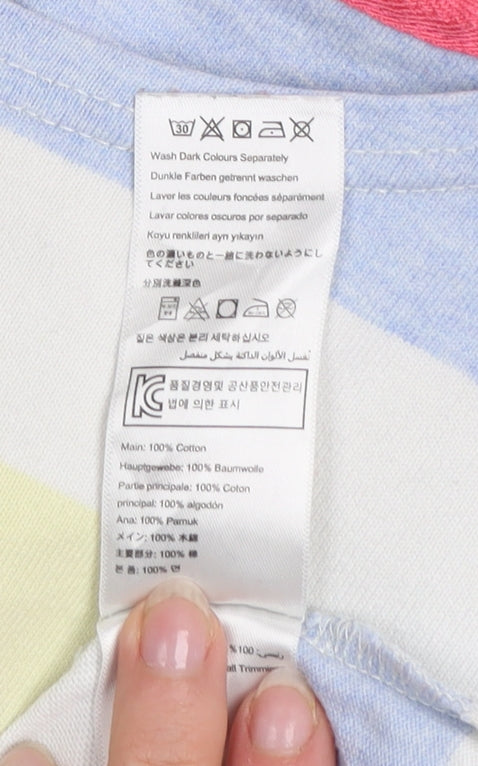 30
Wash Dark Colours Separately
Dunkle Farben getrennt waschen
Laver les couleurs foncées séparément
Lavar colores oscuros por separado
Koyu renklileri ayrı yıkayın
色の濃いものと一緒に洗わないようにし
てください
分別洗滌深色
짙은 색상은 분리 세탁하십시오
تغسل الألوان الداكنة بشكل منفصل
품질경영및 공산품안전관리
법에 의한 표시
Main: 100% Cotton
Hauptgewebe: 100% Baumwolle
Partie principale: 100% Coton
principal: 100% algodón
Ana: 100% Pamuk
メイン: 100% 木綿
主要部分: 100% 棉
본 품: 100% 면
رئيسي: 100%
all